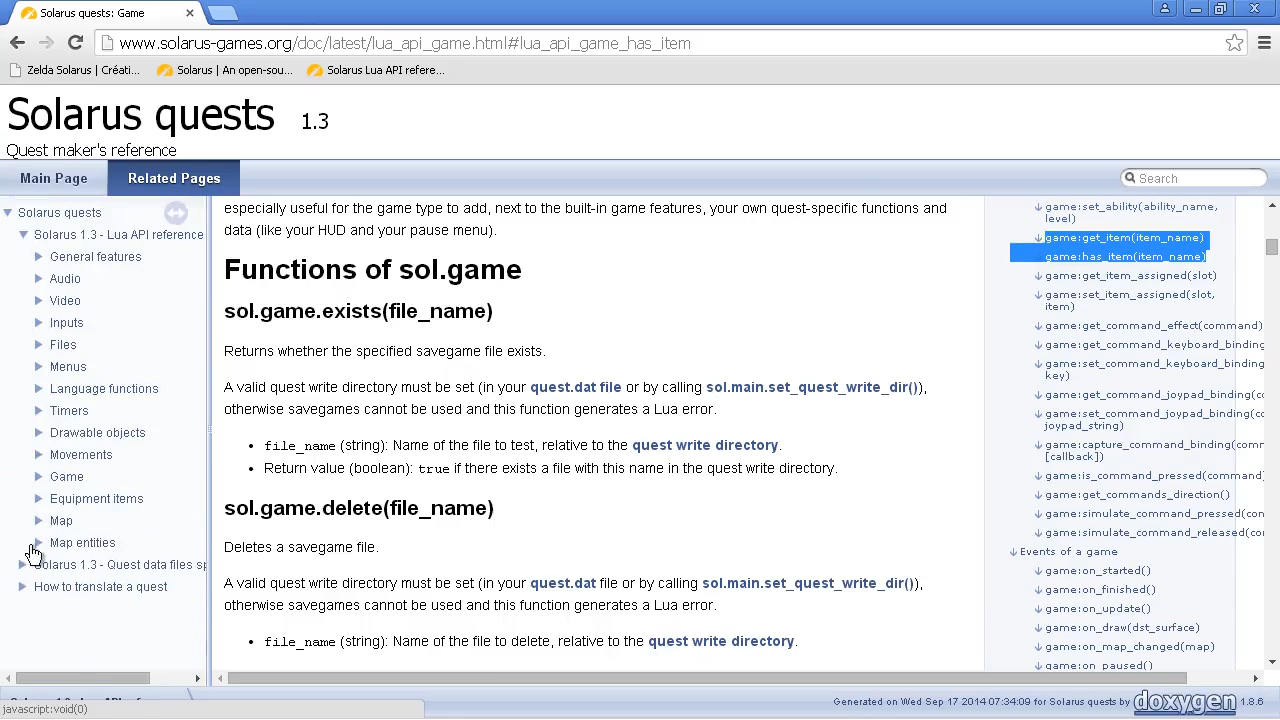 Solarus quests: Game
www.solarus-games.org/doc/latest/lua_api_game.html#lua_api_game_has_item
Zelda Solarus | Créati...
Solarus | An open-sou...
Solarus Lua API refere...
Solarus quests 1.3
Quest maker's reference
Main Page
Related Pages
Search
Solarus quests
Solarus 1.3 - Lua API reference
General features
Audio
Video
Inputs
Files
Menus
Language functions
Timers
Drawable objects
Movements
Game
Equipment items
Map
Map entities
Solarus 1.3 - Quest data files sp
How to translate a quest
especially useful for the game type to add, next to the built-in game features, your own quest-specific functions and
data (like your HUD and your pause menu).
Functions of sol.game
sol.game.exists(file_name)
Returns whether the specified savegame file exists.
A valid quest write directory must be set (in your quest.dat file or by calling sol.main.set_quest_write_dir()),
otherwise savegames cannot be used and this function generates a Lua error.
• file_name (string): Name of the file to test, relative to the quest write directory.
• Return value (boolean): true if there exists a file with this name in the quest write directory.
sol.game.delete(file_name)
Deletes a savegame file.
A valid quest write directory must be set (in your quest.dat file or by calling sol.main.set_quest_write_dir()),
otherwise savegames cannot be used and this function generates a Lua error.
• file_name (string): Name of the file to delete, relative to the quest write directory.
game:set_ability(ability_name,
level)
game:get_item(item_name)
game:has_item(item_name)
game:get_item_assigned(slot)
game:set_item_assigned(slot,
item)
game:get_command_effect(command)
game:get_command_keyboard_binding
game:set_command_keyboard_binding
key)
game:get_command_joypad_binding(co
game:set_command_joypad_binding(co
joypad_string)
game:capture_command_binding(comm
[callback])
game:is_command_pressed(command)
game:get_commands_direction()
game:simulate_command_pressed(con
game:simulate_command_released(co
Events of a game
game:on_started()
game:on_finished()
game:on_update()
game:on_draw(dst_surface)
game:on_map_changed(map)
game:on_paused()
javascript:void(0)
Generated on Wed Sep 17 2014 07:34:09 for Solarus quests by doxygen 1.8.6